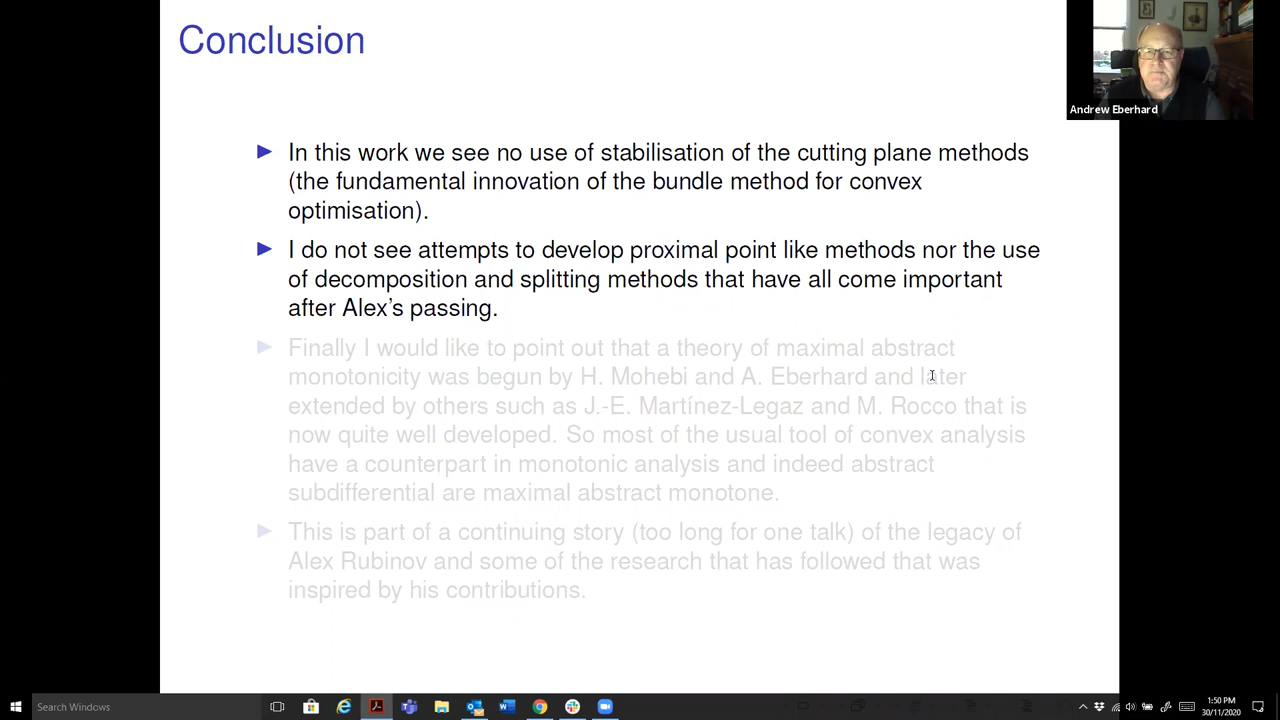 Conclusion
Andrew Eberhard
▶ In this work we see no use of stabilisation of the cutting plane methods
(the fundamental innovation of the bundle method for convex
optimisation).
▶ I do not see attempts to develop proximal point like methods nor the use
of decomposition and splitting methods that have all come important
after Alex's passing.
▶ Finally I would like to point out that a theory of maximal abstract
monotonicity was begun by H. Mohebi and A. Eberhard and later
extended by others such as J.-E. Martínez-Legaz and M. Rocco that is
now quite well developed. So most of the usual tool of convex analysis
have a counterpart in monotonic analysis and indeed abstract
subdifferential are maximal abstract monotone.
▶ This is part of a continuing story (too long for one talk) of the legacy of
Alex Rubinov and some of the research that has followed that was
inspired by his contributions.
Search Windows
1:50 PM
30/11/2020